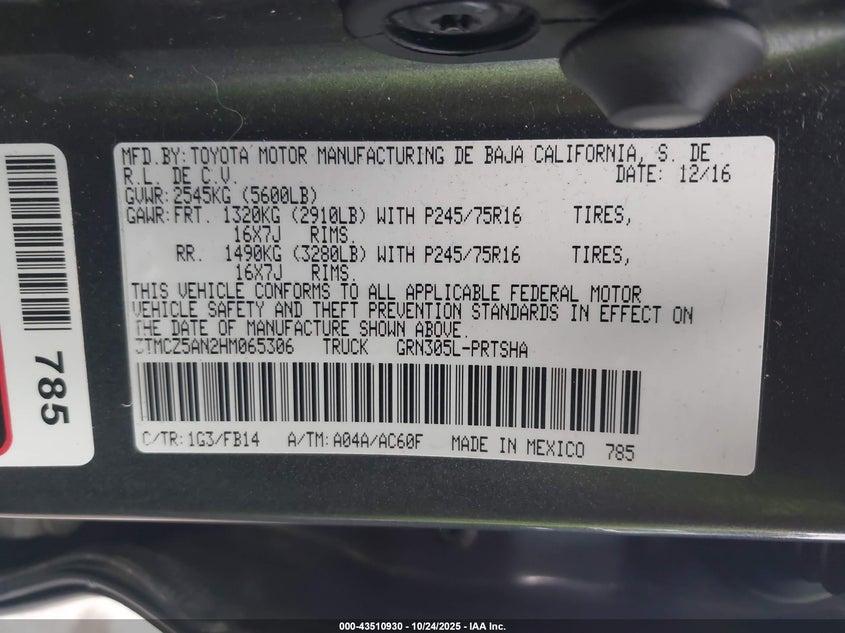 MFD.BY:TOYOTA MOTOR MANUFACTURING DE BAJA CALIFORNIA, S. DE
R.L. DE C.V. DATE: 12/16
GVWR:2545KG (5600LB)
GAWR:FRT. 1320KG (2910LB) WITH P245/75R16 TIRES,
16X7J RIMS.
RR. 1490KG (3280LB) WITH P245/75R16 TIRES,
16X7J RIMS.
THIS VEHICLE CONFORMS TO ALL APPLICABLE FEDERAL MOTOR
VEHICLE SAFETY AND THEFT PREVENTION STANDARDS IN EFFECT ON
THE DATE OF MANUFACTURE SHOWN ABOVE.
3TMCZ5AN2HM065306 TRUCK GRN305L-PRTSHA
C/TR:1G3/FB14 A/TM:A04A/AC60F MADE IN MEXICO 785
785
000-43510930 - 10/24/2025 - IAA Inc.